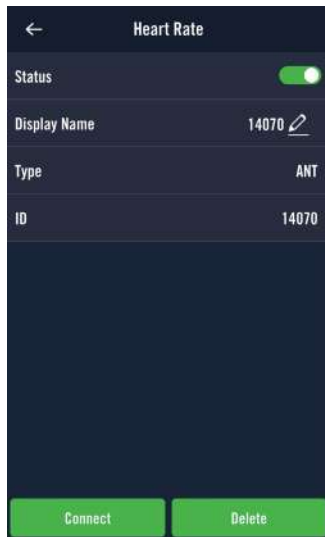 Heart Rate
Status
Display Name 14070
Type ANT
ID 14070
Connect Delete